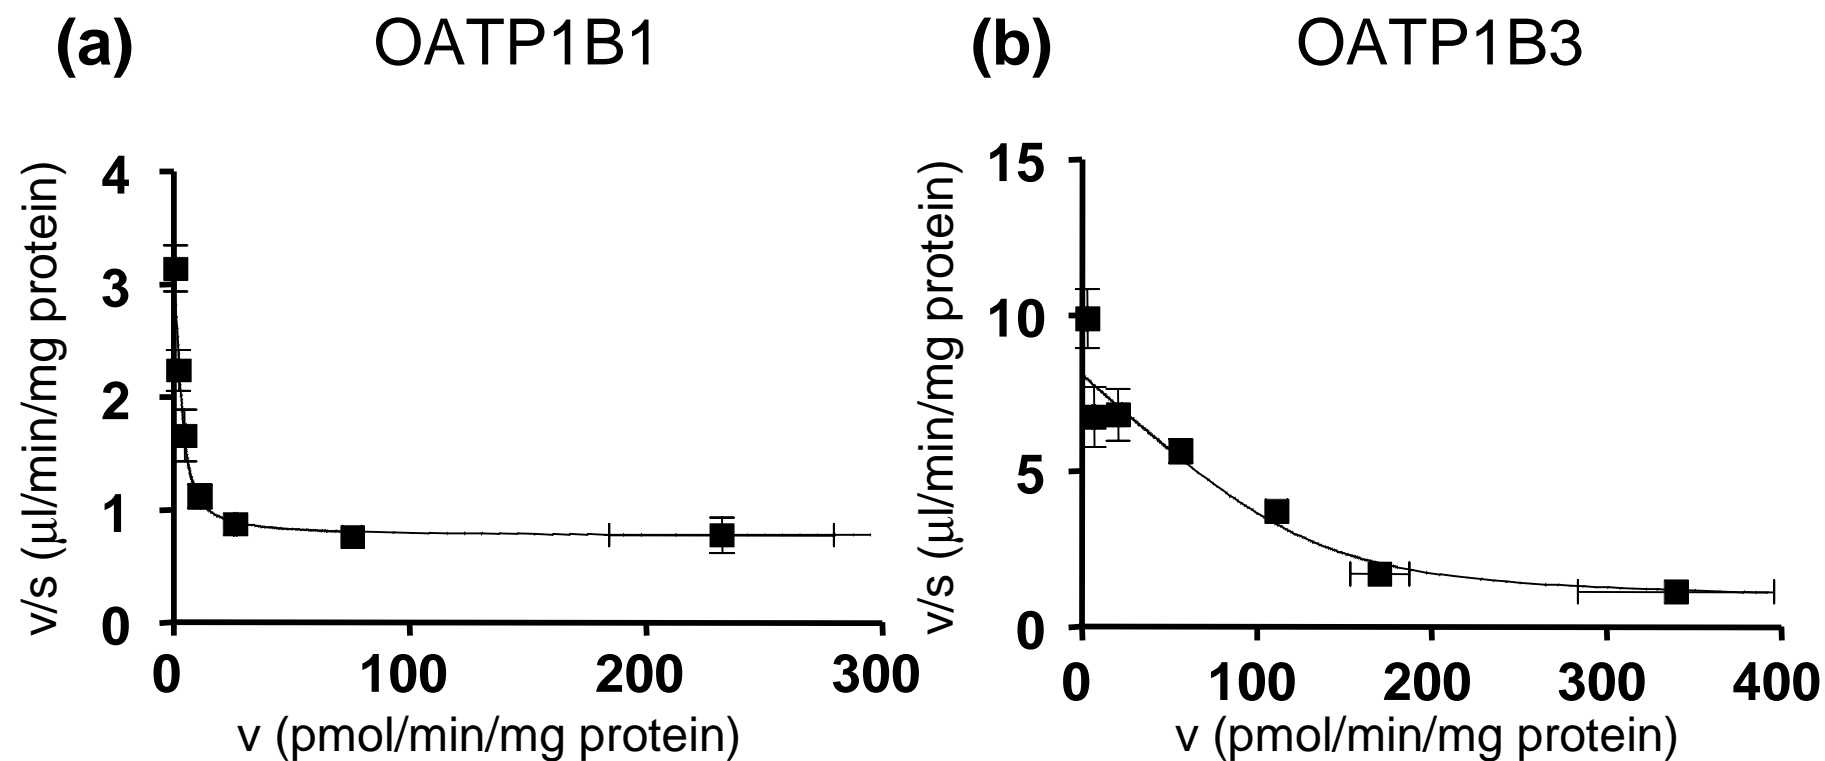 (a) OATP1B1
v/s (μl/min/mg protein)
4
3
2
1
0
0 100 200 300
v (pmol/min/mg protein)
(b) OATP1B3
v/s (μl/min/mg protein)
15
10
5
0
0 100 200 300 400
v (pmol/min/mg protein)